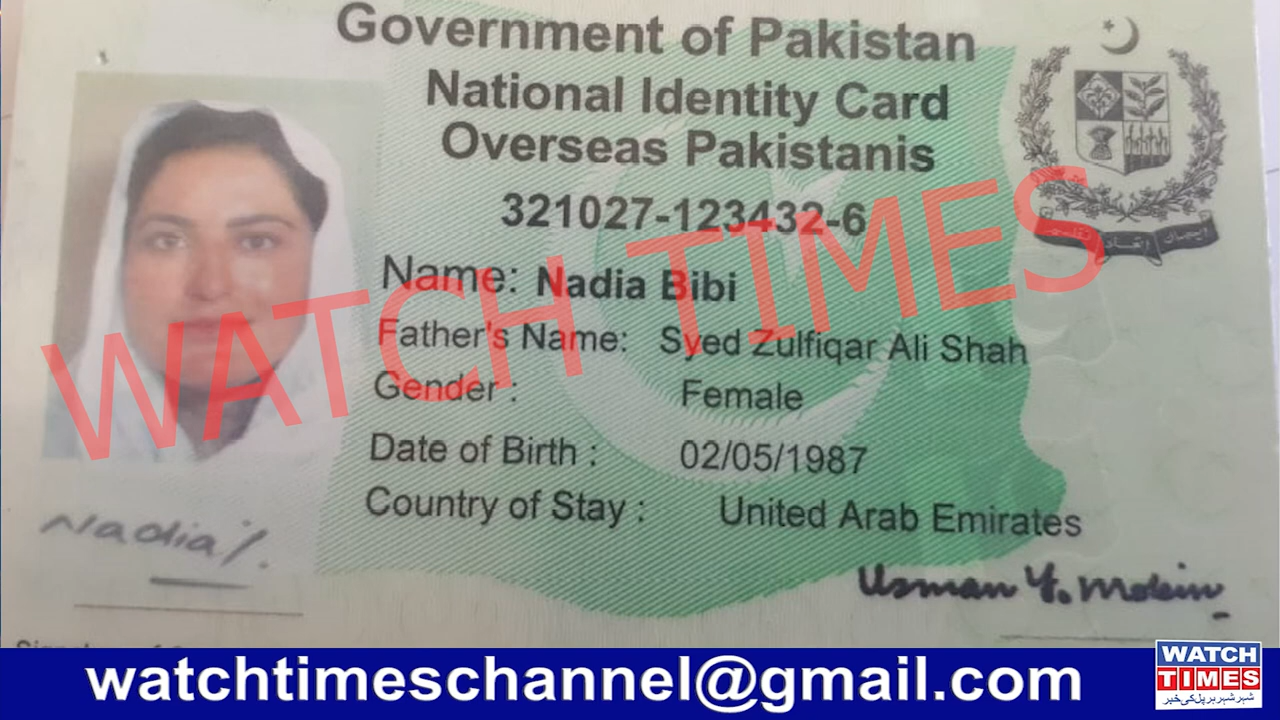 Government of Pakistan
National Identity Card
Overseas Pakistanis
321027-123432-6
Name: Nadia Bibi
Father's Name: Syed Zulfiqar Ali Shah
Gender : Female
Date of Birth : 02/05/1987
Country of Stay : United Arab Emirates
Nadia
Usman Y. Mobin
WATCH TIMES
watchtimeschannel@gmail.com
WATCH
TIMES
شہر شہر ہر پل کی خبر